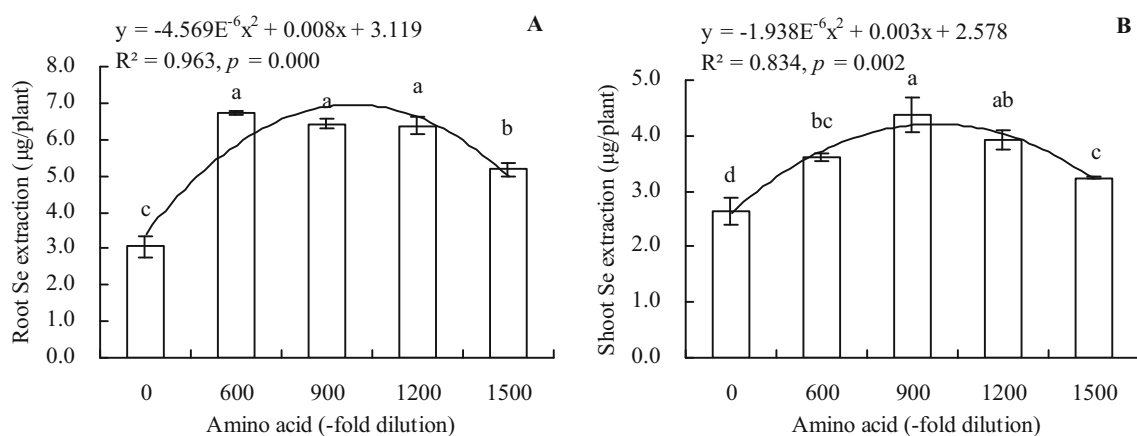 y = -4.569E⁻⁶x² + 0.008x + 3.119
A
R² = 0.963, p = 0.000
Root Se extraction (µg/plant)
8.0
7.0
6.0
5.0
4.0
3.0
2.0
1.0
0.0
c
a
a
a
b
0 600 900 1200 1500
Amino acid (-fold dilution)
y = -1.938E⁻⁶x² + 0.003x + 2.578
B
R² = 0.834, p = 0.002
Shoot Se extraction (µg/plant)
5.0
4.0
3.0
2.0
1.0
0.0
d
bc
a
ab
c
0 600 900 1200 1500
Amino acid (-fold dilution)